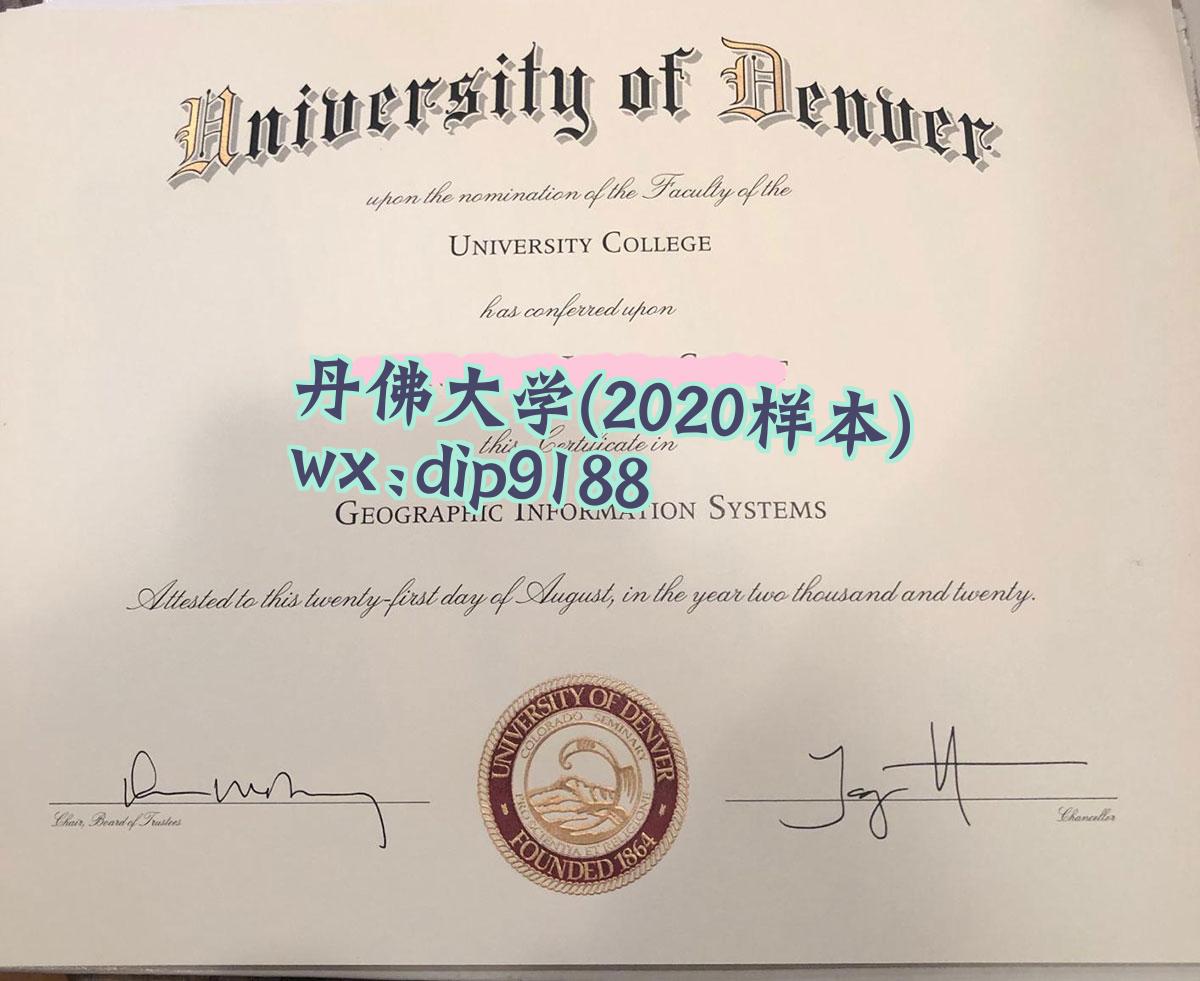 University of Denver
upon the nomination of the Faculty of the
UNIVERSITY COLLEGE
has conferred upon
丹佛大学(2020样本)
this Certificate in
wx:dip9188
GEOGRAPHIC INFORMATION SYSTEMS
Attested to this twenty-first day of August, in the year two thousand and twenty.
UNIVERSITY OF DENVER
COLORADO SEMINARY
PRO SCIENTIA ET RELIGIONE
FOUNDED 1864
Chair, Board of Trustees
Chancellor